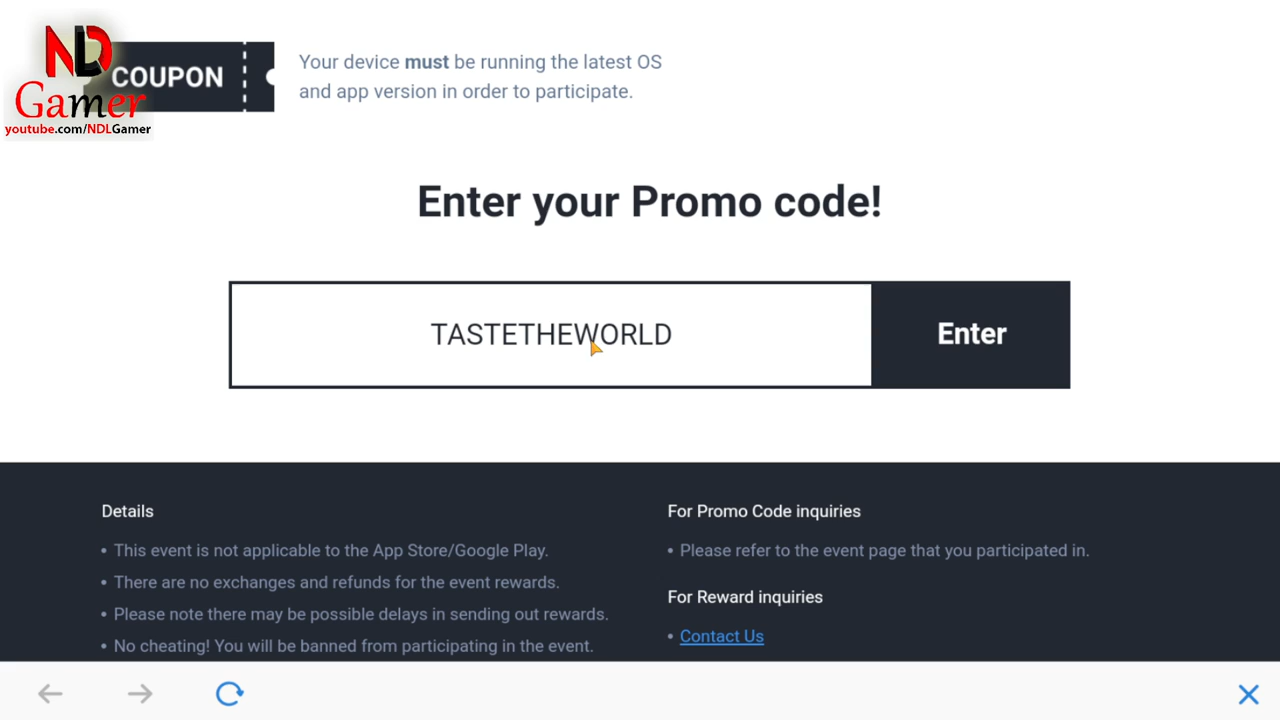 ND
Gamer
youtube.com/NDLGamer
COUPON
Your device must be running the latest OS
and app version in order to participate.
Enter your Promo code!
TASTETHEWORLD
Enter
Details
• This event is not applicable to the App Store/Google Play.
• There are no exchanges and refunds for the event rewards.
• Please note there may be possible delays in sending out rewards.
• No cheating! You will be banned from participating in the event.
For Promo Code inquiries
• Please refer to the event page that you participated in.
For Reward inquiries
• Contact Us